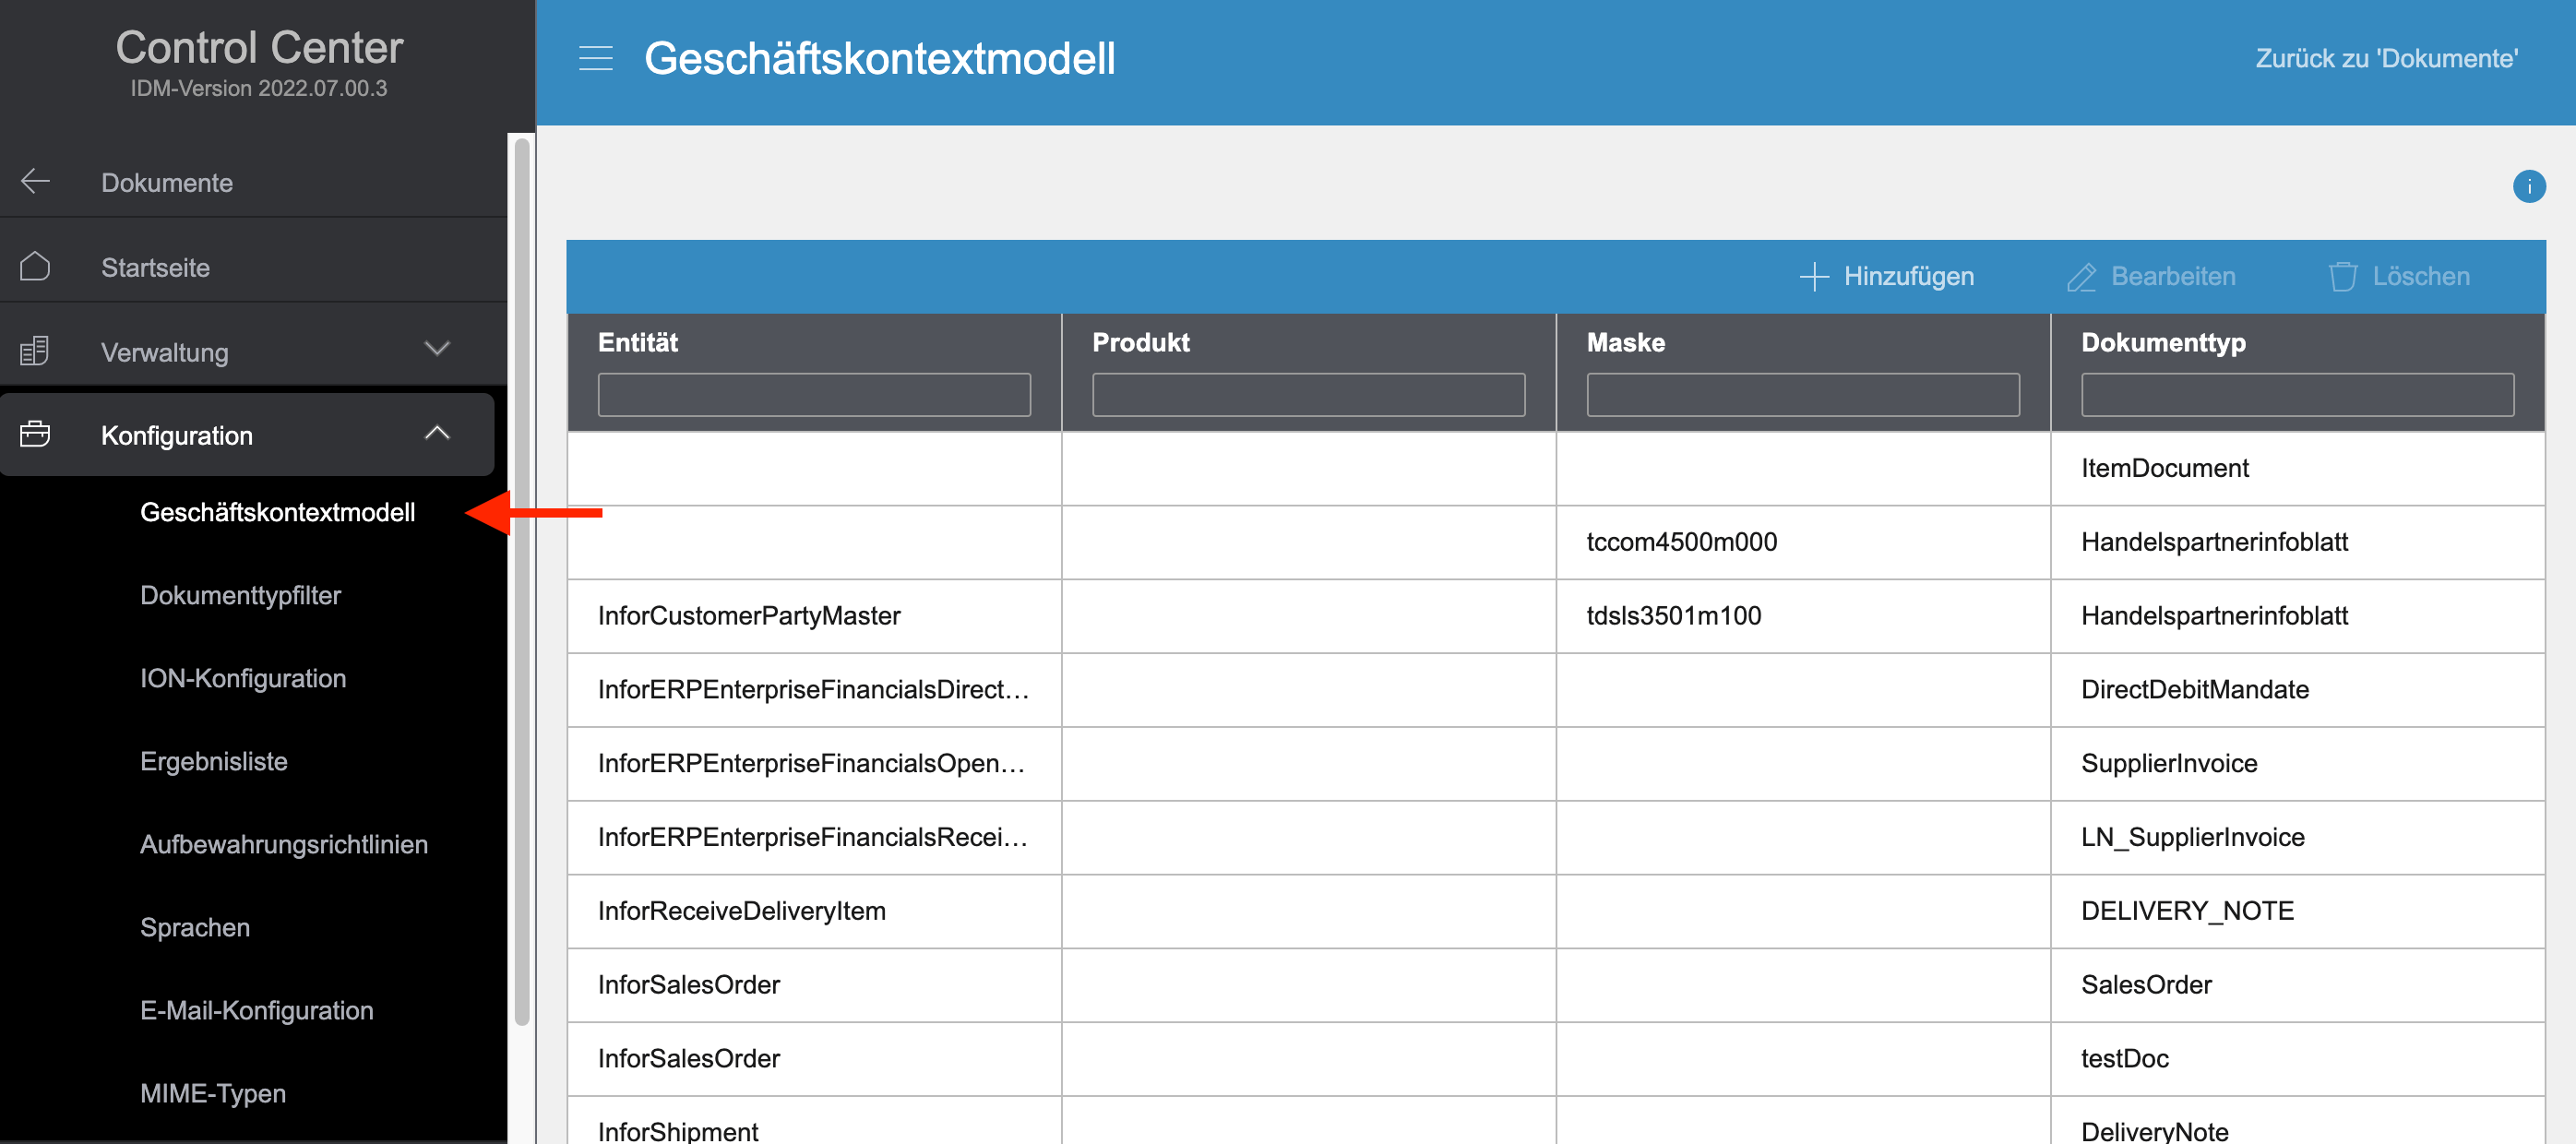 Control Center
IDM-Version 2022.07.00.3
Dokumente
Startseite
Verwaltung
Konfiguration
Geschäftskontextmodell
Dokumenttypfilter
ION-Konfiguration
Ergebnisliste
Aufbewahrungsrichtlinien
Sprachen
E-Mail-Konfiguration
MIME-Typen
Geschäftskontextmodell
Zurück zu 'Dokumente'
i
Hinzufügen Bearbeiten Löschen
Entität Produkt Maske Dokumenttyp
ItemDocument
tccom4500m000 Handelspartnerinfoblatt
InforCustomerPartyMaster tdsls3501m100 Handelspartnerinfoblatt
InforERPEnterpriseFinancialsDirect... DirectDebitMandate
InforERPEnterpriseFinancialsOpen... SupplierInvoice
InforERPEnterpriseFinancialsRecei... LN_SupplierInvoice
InforReceiveDeliveryItem DELIVERY_NOTE
InforSalesOrder SalesOrder
InforSalesOrder testDoc
InforShipment DeliveryNote